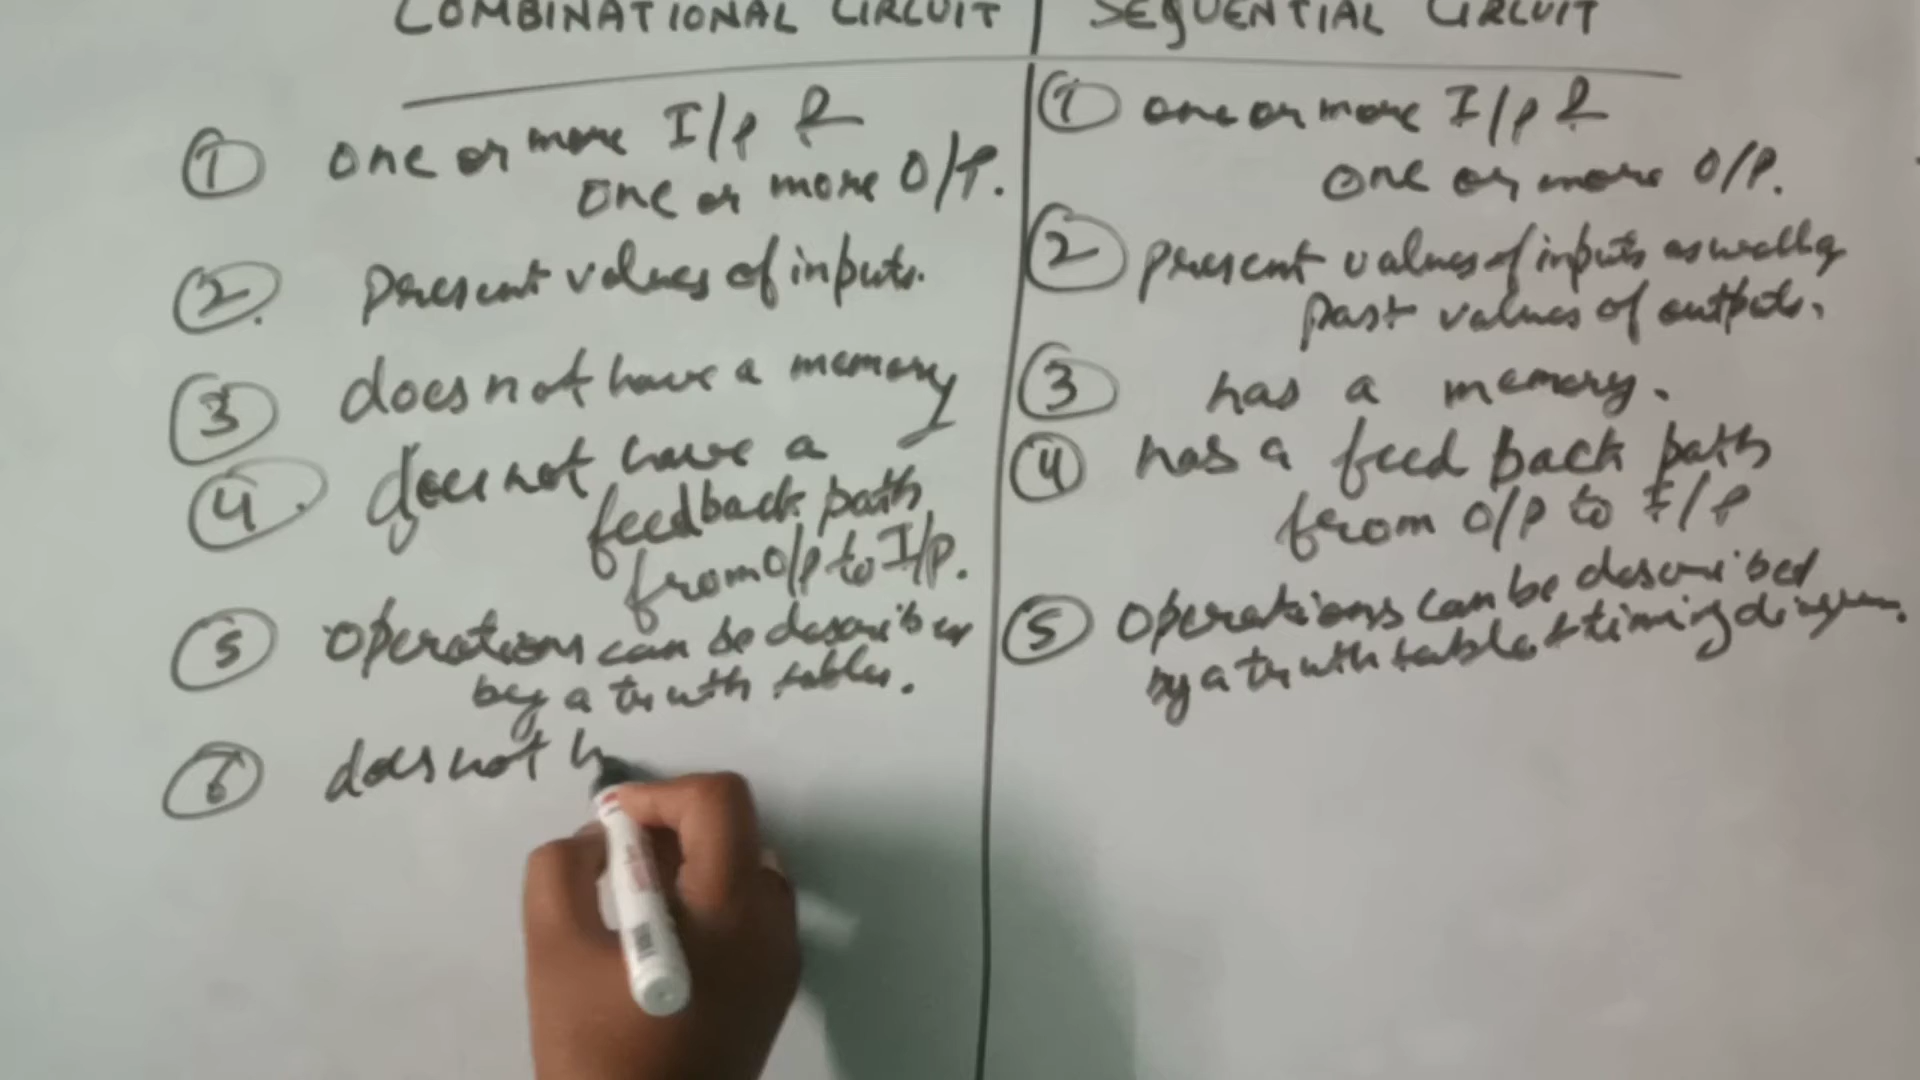 COMBINATIONAL CIRCUIT
① one or more I/P &
one or more O/P.
②. present values of inputs.
③ does not have a memory
④. does not have a
feedback path
from O/P to I/P.
⑤ operations can be described
by a truth tables.
⑥ does not h
SEQUENTIAL CIRCUIT
① one or more I/P &
one or more O/P.
② present values of inputs as well as
past values of outputs.
③ has a memory.
④ has a feed back path
from O/P to I/P
⑤ operations can be described
by a truth tables & timing diagram.